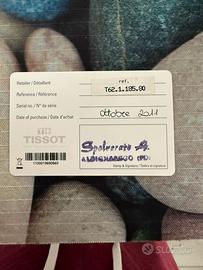 Retailer / Détaillant
Reference / Référence
Serial no. / N° de série
Date of purchase / Date d'achat
ref.
T62.1.185.80
Ottobre 2011
TISSOT
Spolverato A.
ALBIGNASEGO (PD)
Stamp & Signature / Timbre et signature
subito